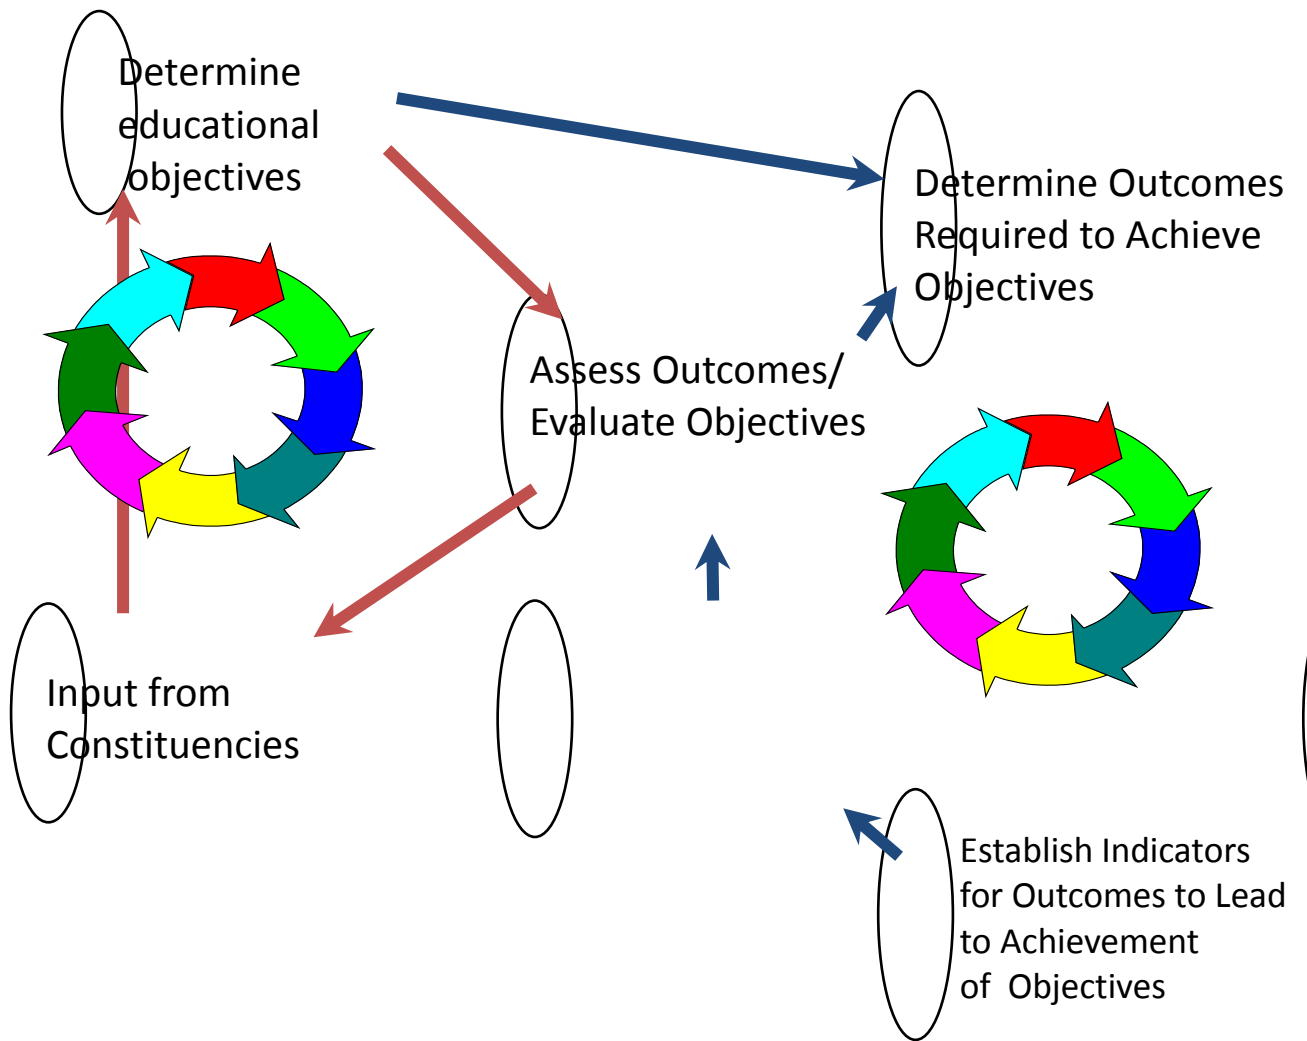 Determine
educational
objectives
Determine Outcomes
Required to Achieve
Objectives
Assess Outcomes/
Evaluate Objectives
Input from
Constituencies
Establish Indicators
for Outcomes to Lead
to Achievement
of  Objectives